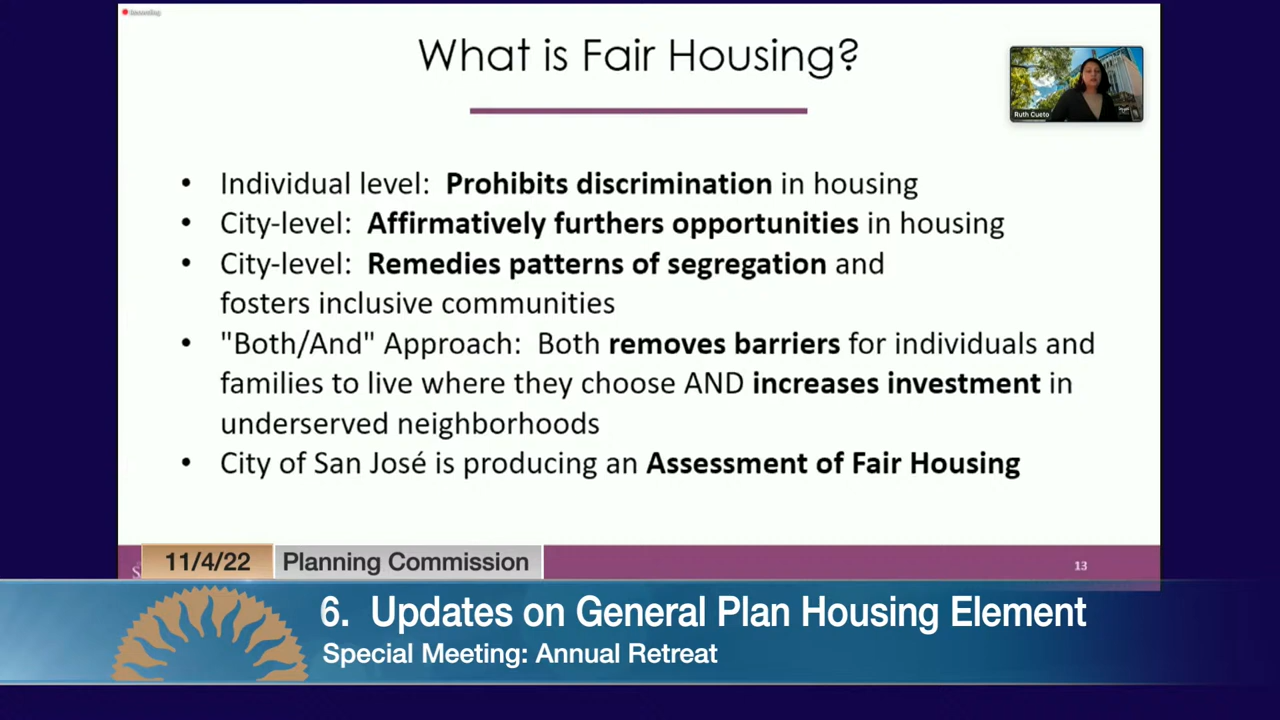 Recording
What is Fair Housing?
Ruth Cueto
• Individual level: Prohibits discrimination in housing
• City-level: Affirmatively furthers opportunities in housing
• City-level: Remedies patterns of segregation and
fosters inclusive communities
• "Both/And" Approach: Both removes barriers for individuals and
families to live where they choose AND increases investment in
underserved neighborhoods
• City of San José is producing an Assessment of Fair Housing
11/4/22
Planning Commission
13
6. Updates on General Plan Housing Element
Special Meeting: Annual Retreat